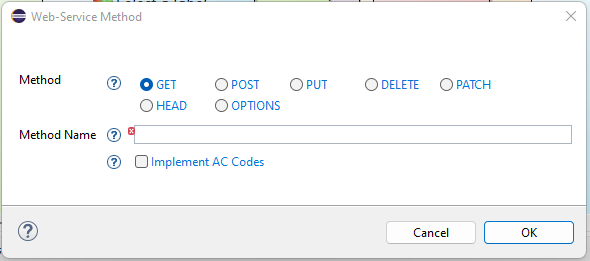 Web-Service Method
Method ? GET POST PUT DELETE PATCH
HEAD OPTIONS
Method Name ?
? Implement AC Codes
? Cancel OK